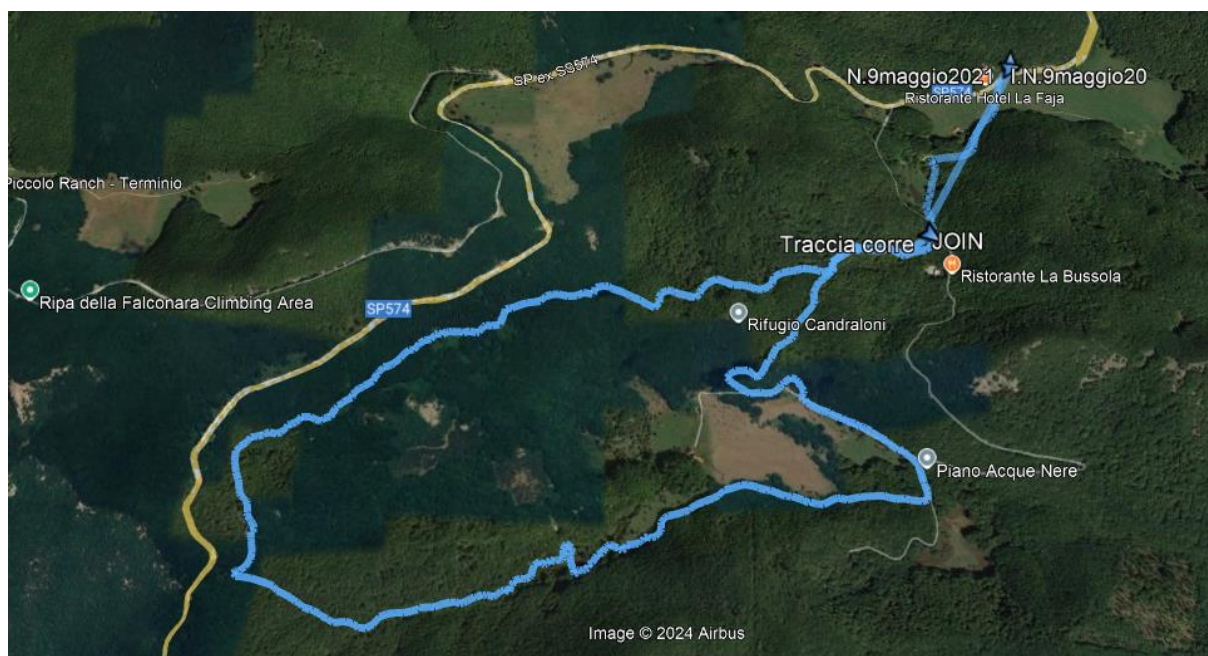 SP ex SS574
N.9maggio2021
I.N.9maggio20
SP574
Ristorante Hotel La Faja
Piccolo Ranch - Terminio
Traccia corre
JOIN
Ristorante La Bussola
Ripa della Falconara Climbing Area
SP574
Rifugio Candraloni
Piano Acque Nere
Image © 2024 Airbus